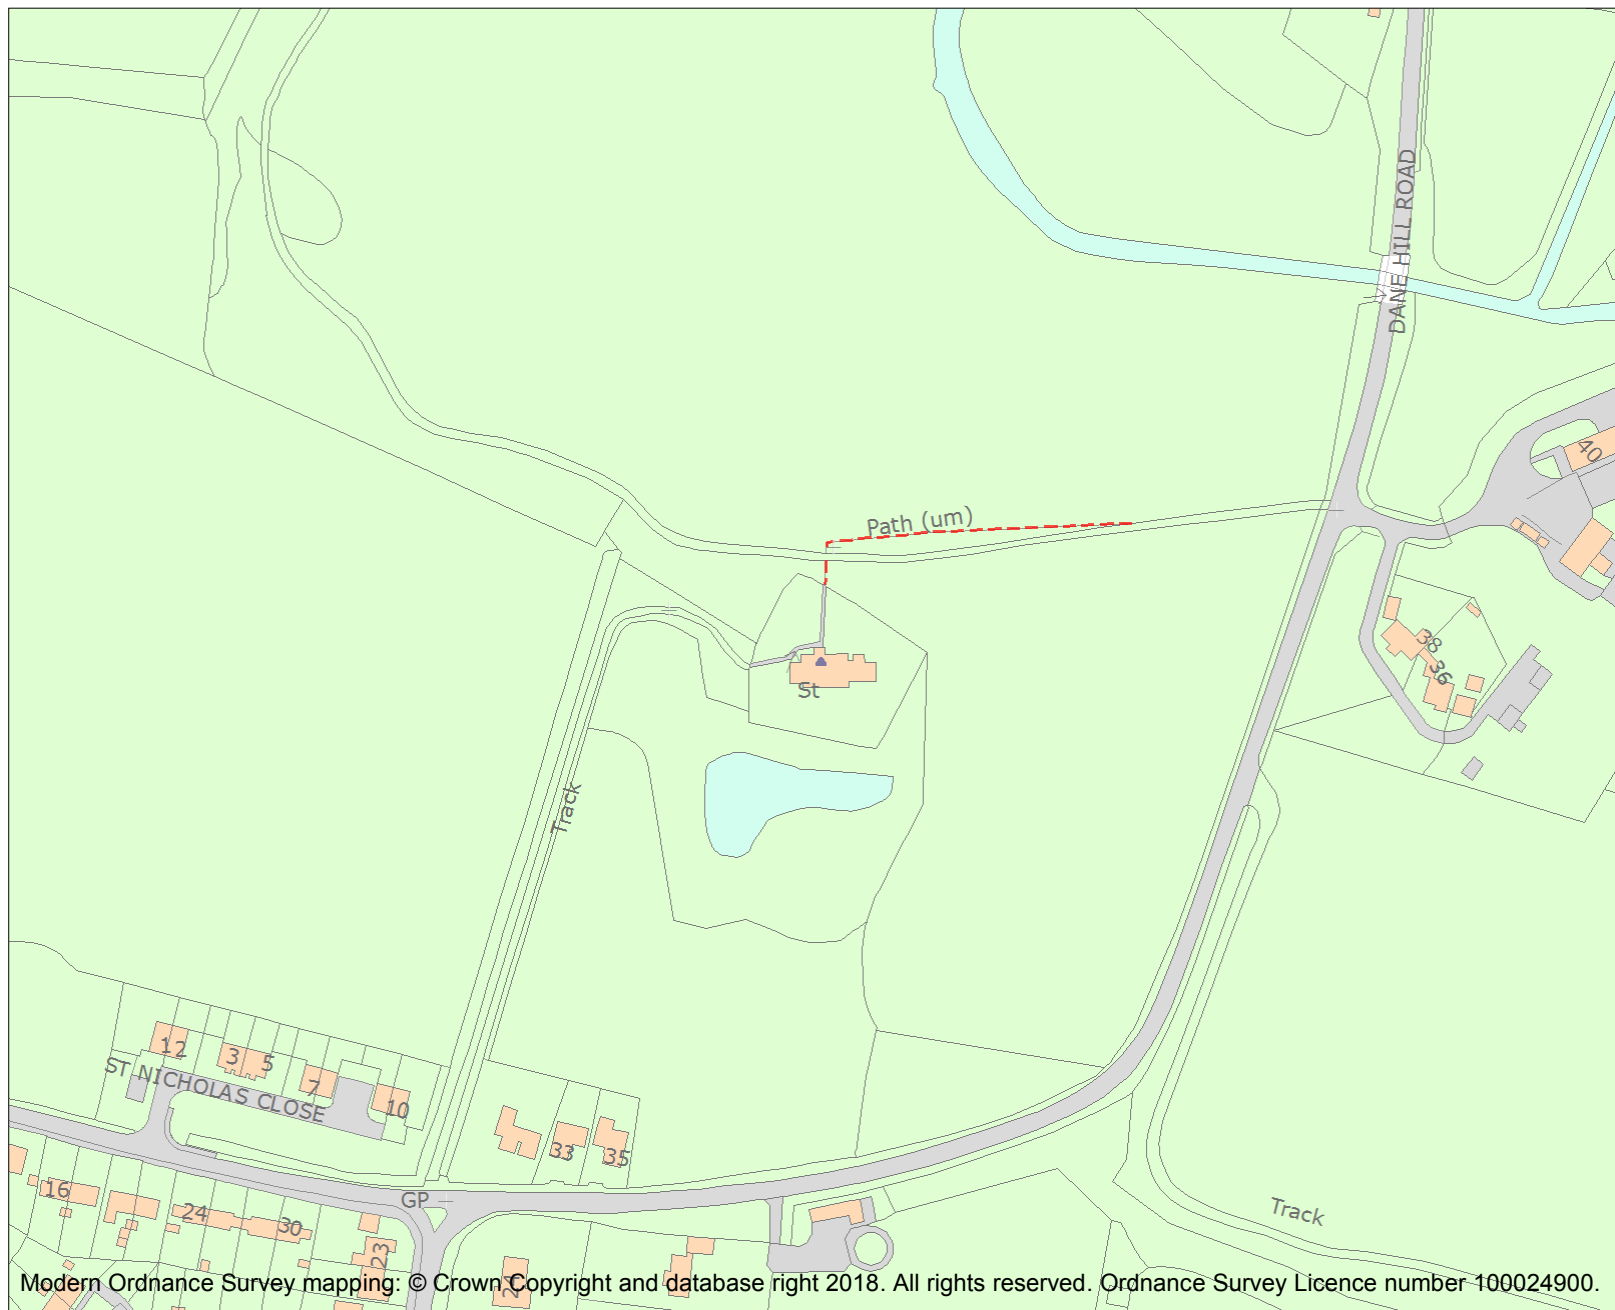 DANE HILL ROAD
40
Path (um)
38
36
St
Track
12
3
5
7
10
ST NICHOLAS CLOSE
33
35
16
24
30
GP
23
Track
Modern Ordnance Survey mapping: © Crown Copyright and database right 2018. All rights reserved. Ordnance Survey Licence number 100024900.